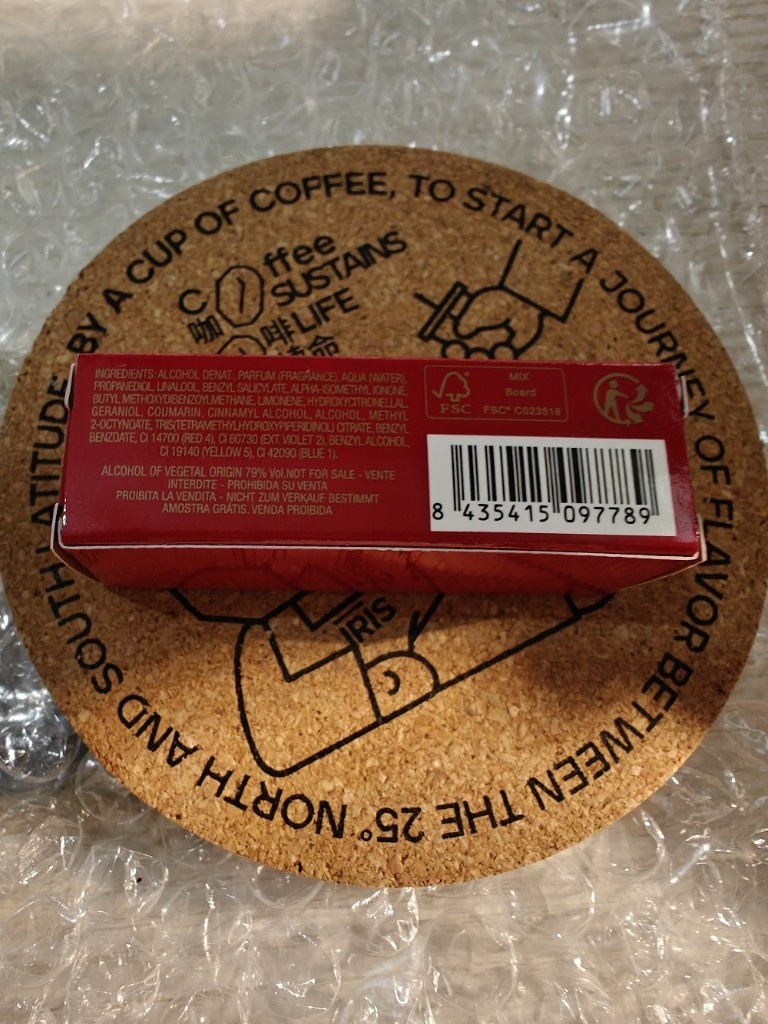 BY A CUP OF COFFEE, TO START A JOURNEY OF FLAVOR BETWEEN THE 25° NORTH AND SOUTH LATITUDE.
Coffee
SUSTAINS
咖啡 LIFE
命
INGREDIENTS: ALCOHOL DENAT., PARFUM (FRAGRANCE), AQUA (WATER),
PROPANEDIOL, LINALOOL, BENZYL SALICYLATE, ALPHA-ISOMETHYL IONONE,
BUTYL METHOXYDIBENZOYLMETHANE, LIMONENE, HYDROXYCITRONELLAL,
GERANIOL, COUMARIN, CINNAMYL ALCOHOL, ALCOHOL, METHYL
2-OCTYNOATE, TRIS(TETRAMETHYLHYDROXYPIPERIDINOL) CITRATE, BENZYL
BENZOATE, CI 14700 (RED 4), CI 60730 (EXT. VIOLET 2), BENZYL ALCOHOL,
CI 19140 (YELLOW 5), CI 42090 (BLUE 1).
ALCOHOL OF VEGETAL ORIGIN 79% Vol.NOT FOR SALE - VENTE
INTERDITE - PROHIBIDA SU VENTA
PROIBITA LA VENDITA - NICHT ZUM VERKAUF BESTIMMT
AMOSTRA GRÁTIS. VENDA PROIBIDA
FSC
MIX
Board
FSC® C023518
8 435415 097789
IRIS